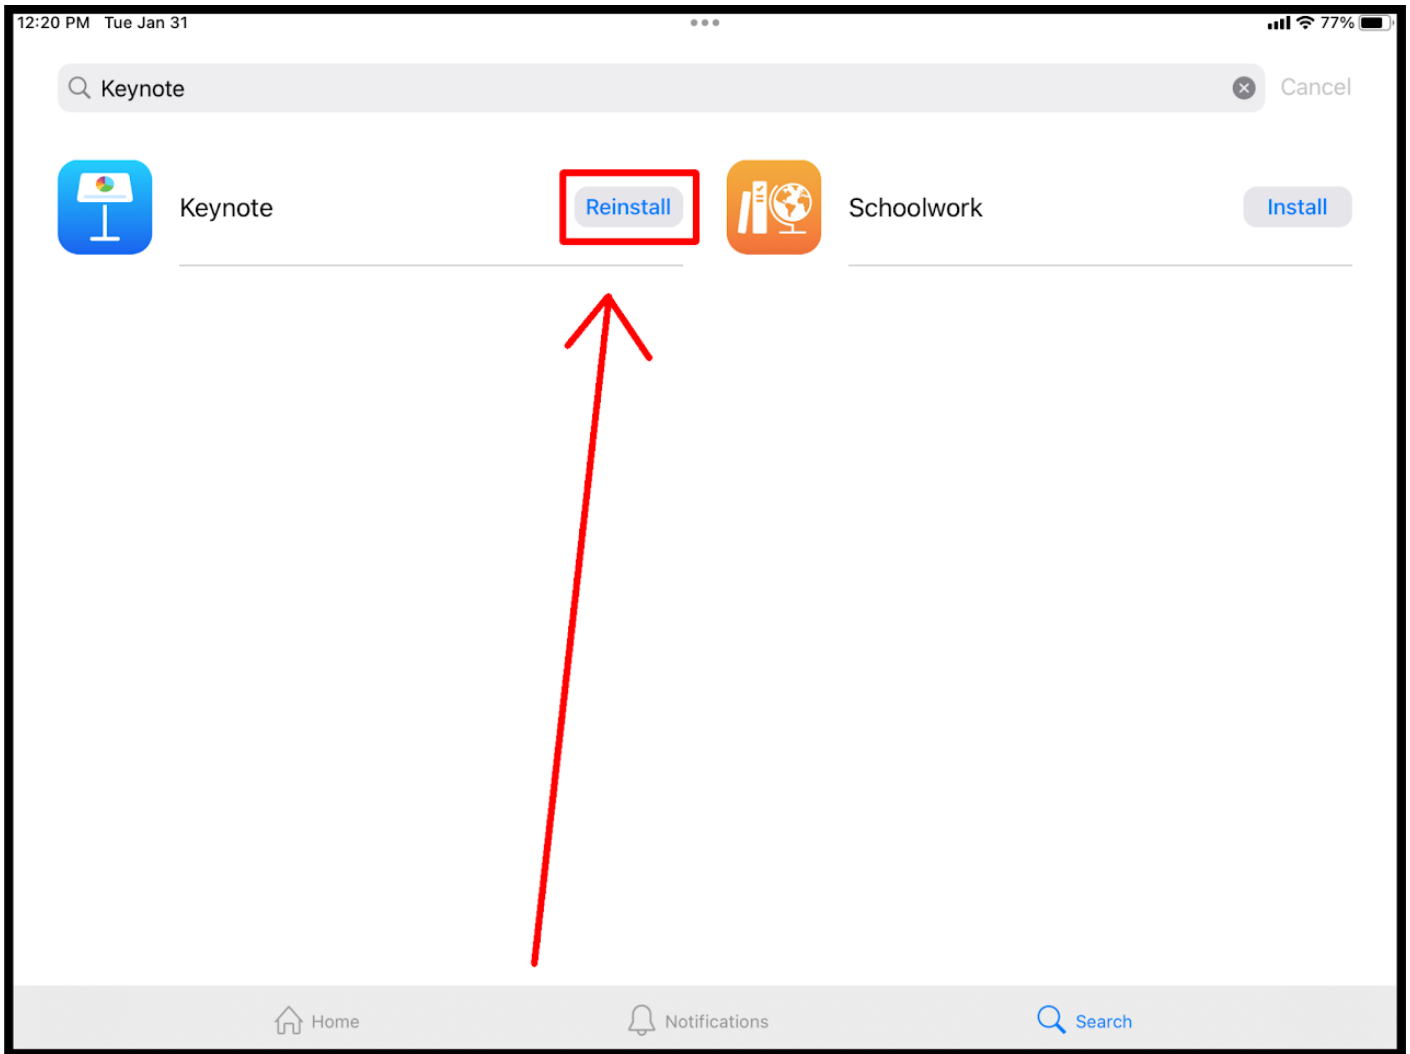 12:20 PM Tue Jan 31
77%
Keynote
Cancel
Keynote
Reinstall
Schoolwork
Install
Home
Notifications
Search